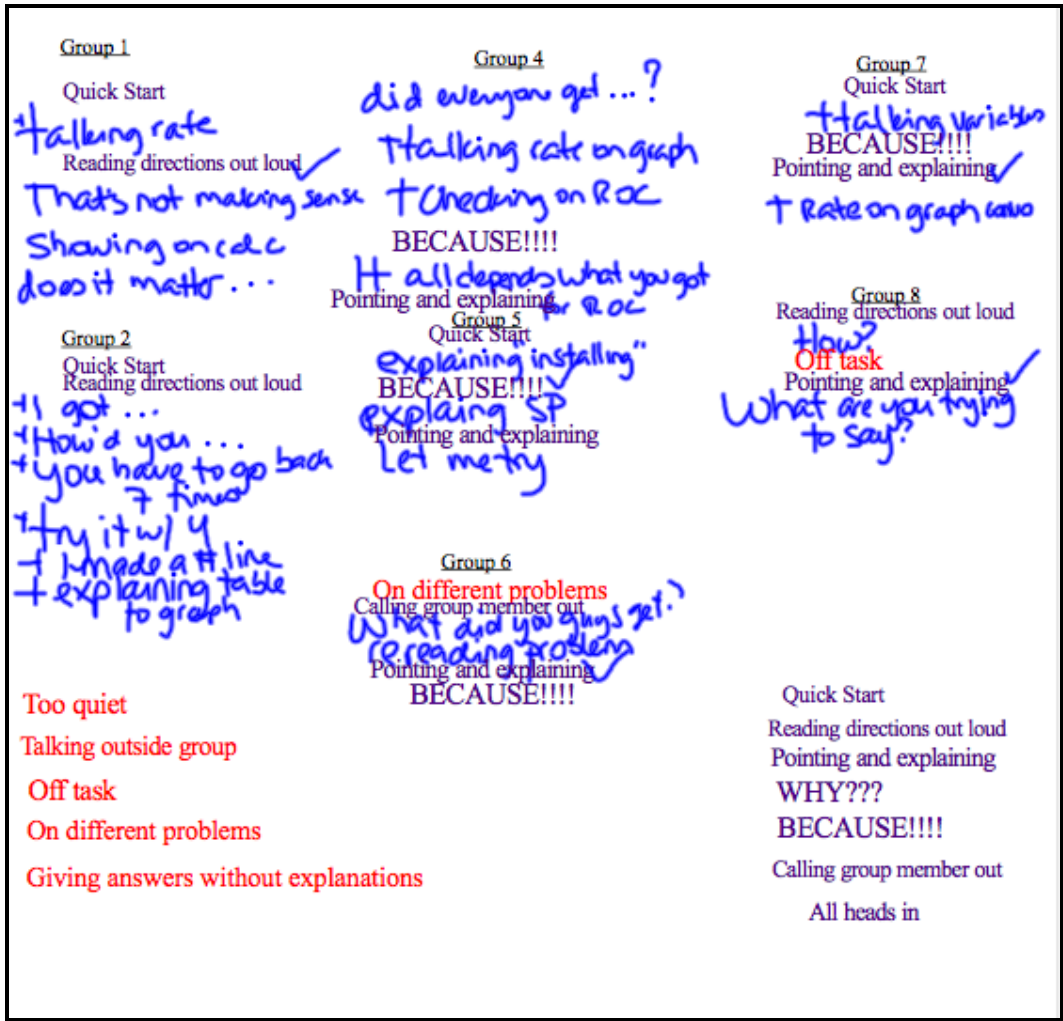 Group 1
Quick Start
+talking rate
Reading directions out loud ✓
That's not making sense
Showing on calc
does it matter...
Group 2
Quick Start
Reading directions out loud
+I got ...
+How'd you ...
+you have to go back
7 times
+try it w/ 4
+ I made a # line
+ explaining table
to graph
Group 4
did everyone get ...?
+talking rate on graph
+ Checking on ROC
BECAUSE!!!!
It all depends what you got
for ROC
Pointing and explaining
Group 5
Quick Start
explaining "installing"
BECAUSE!!!! ✓
explaing SP
Pointing and explaining
Let me try
Group 6
On different problems
Calling group member out
What did you guys get?
rereading problem
Pointing and explaining ✓
BECAUSE!!!!
Group 7
Quick Start
+talking variables
BECAUSE!!!!
Pointing and explaining ✓
+ Rate on graph
Group 8
Reading directions out loud
How?
Off task
Pointing and explaining ✓
What are you trying
to say?
Too quiet
Talking outside group
Off task
On different problems
Giving answers without explanations
Quick Start
Reading directions out loud
Pointing and explaining
WHY???
BECAUSE!!!!
Calling group member out
All heads in